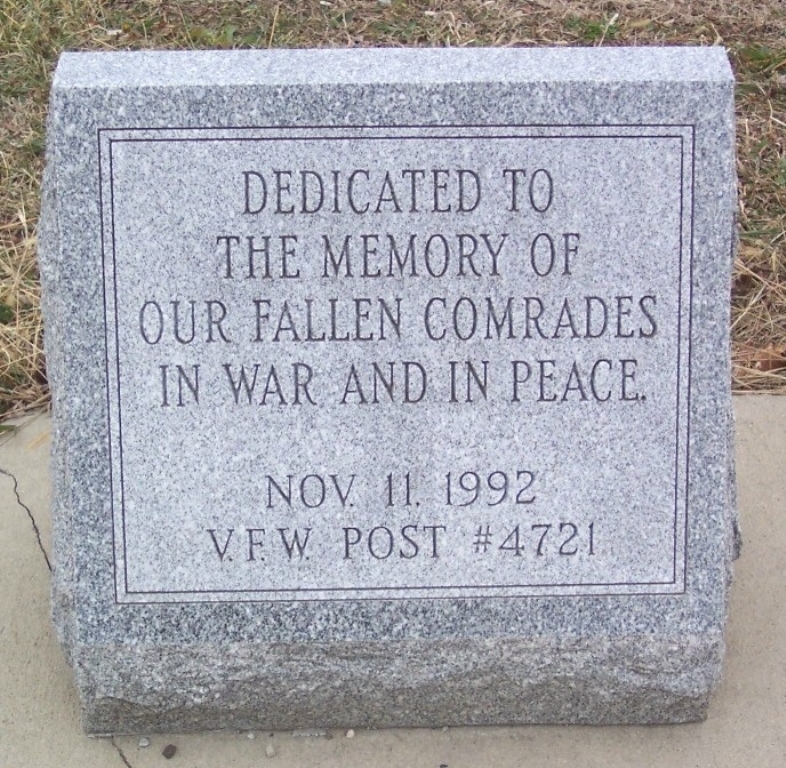 DEDICATED TO
THE MEMORY OF
OUR FALLEN COMRADES
IN WAR AND IN PEACE.
NOV. 11, 1992
V.F.W. POST #4721